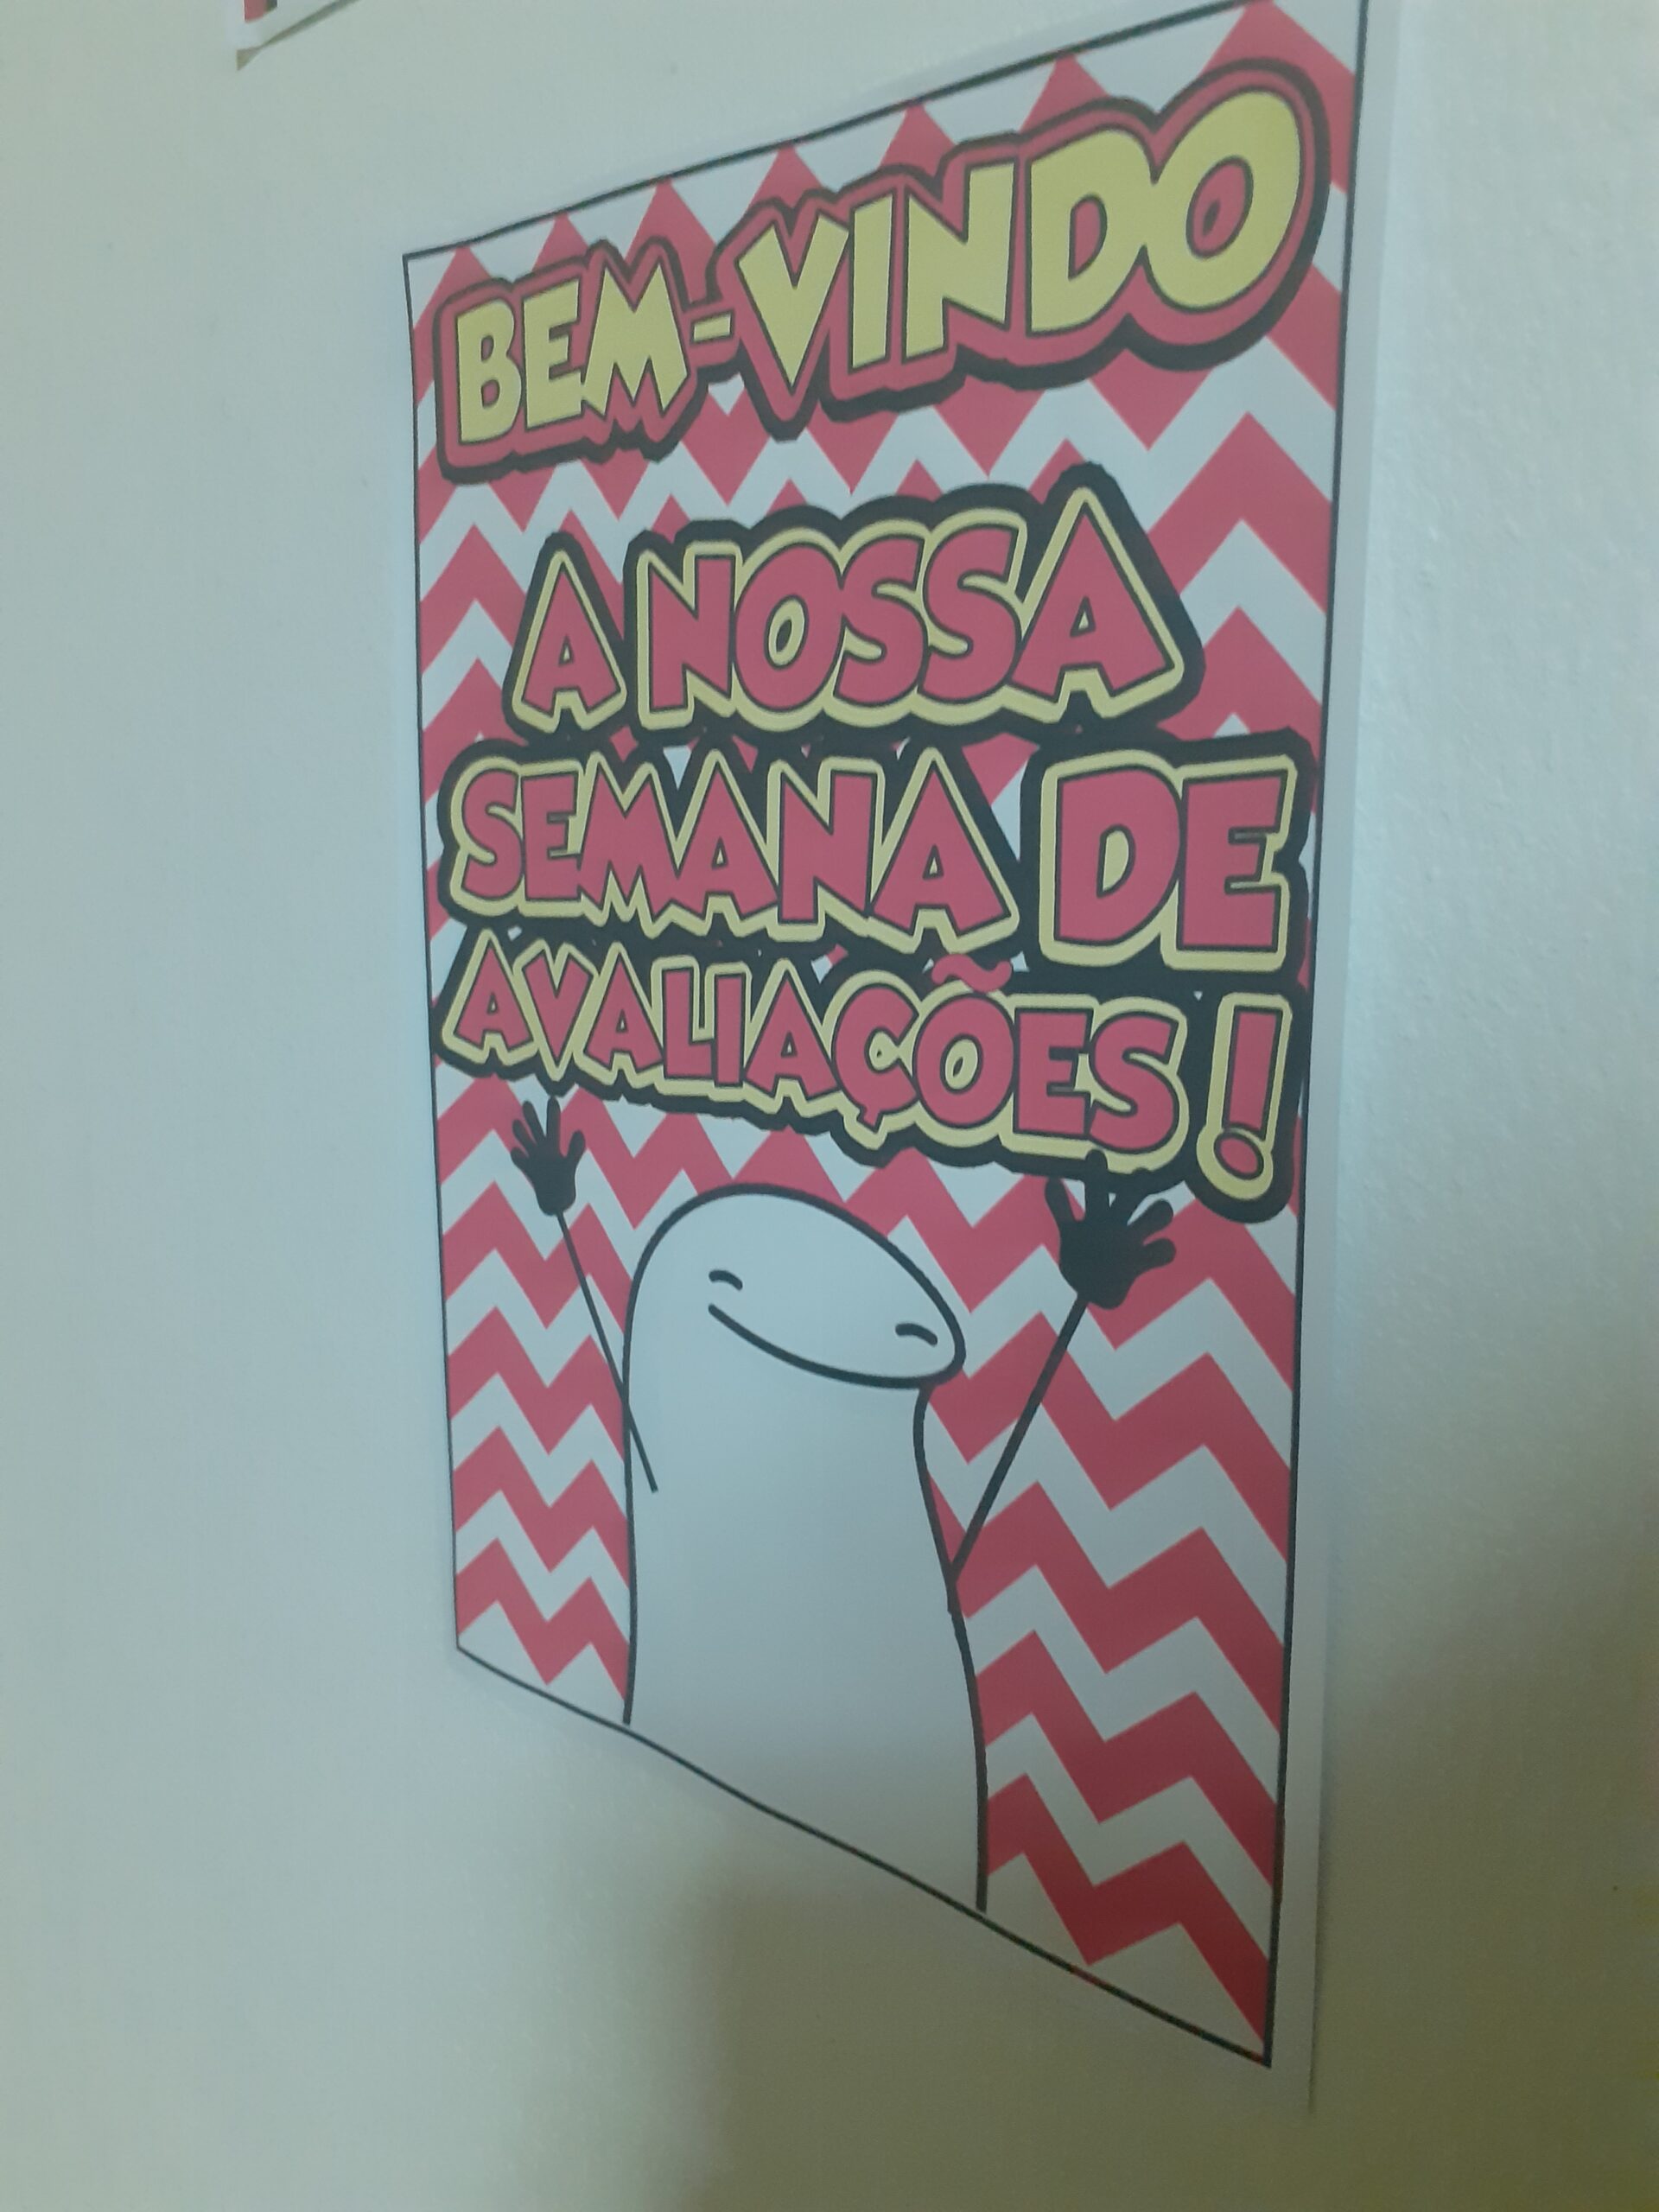 BEM-VINDO
A NOSSA
SEMANA DE
AVALIAÇÕES!